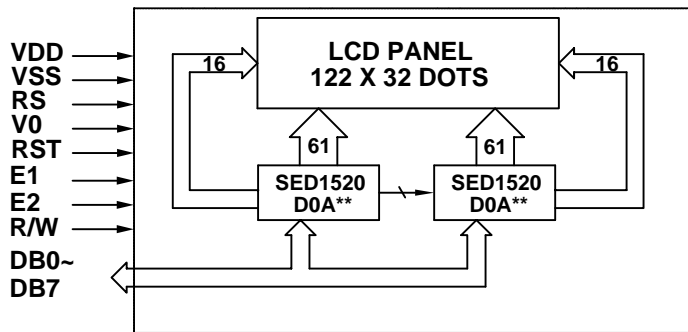 VDD
VSS
RS
V0
RST
E1
E2
R/W
DB0~
DB7
LCD PANEL
122 X 32 DOTS
16
16
61
61
SED1520
D0A**
SED1520
D0A**